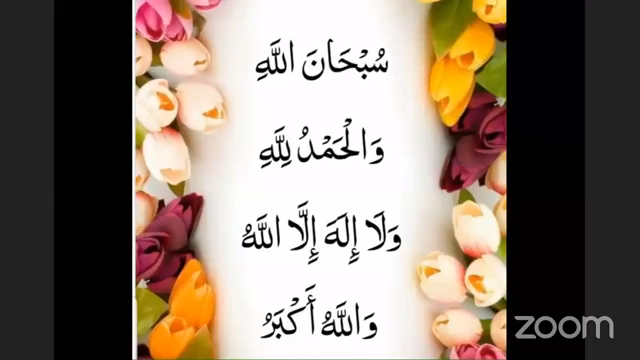 سُبْحَانَ اللَّهِ
وَالْحَمْدُ لِلَّهِ
وَلَا إِلَهَ إِلَّا اللَّهُ
وَاللَّهُ أَكْبَرُ
zoom